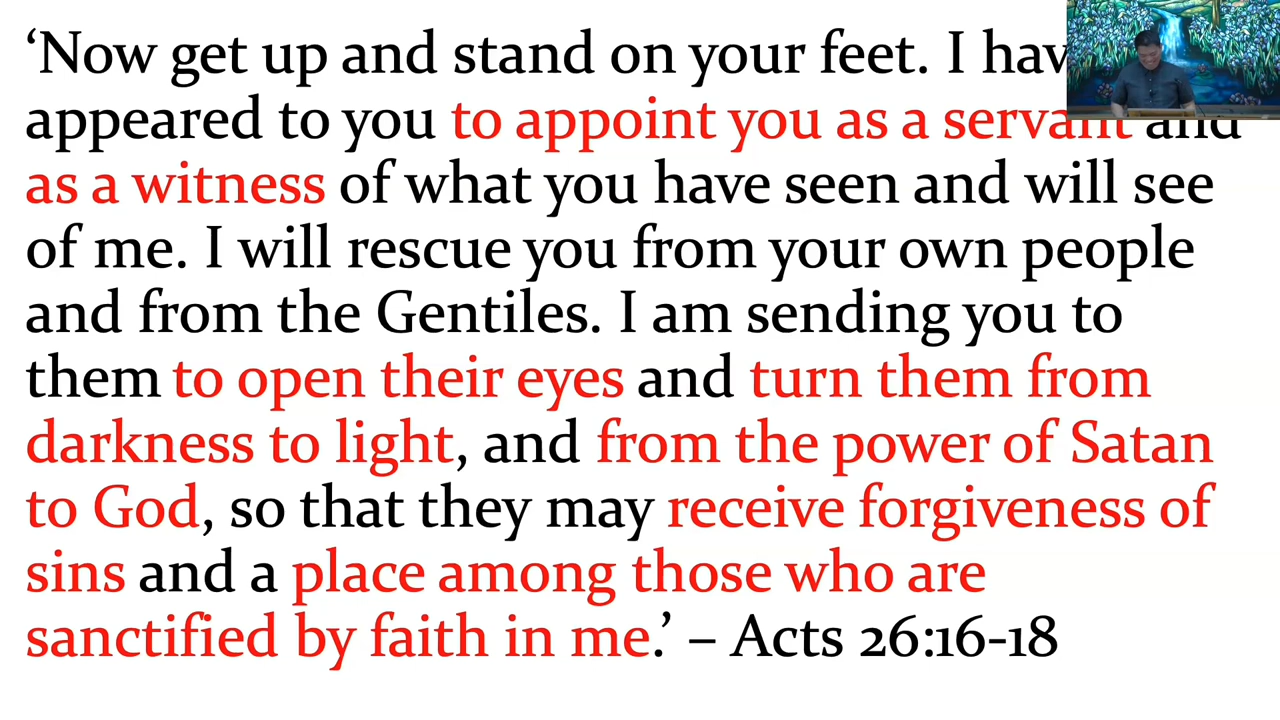 ‘Now get up and stand on your feet. I hav
appeared to you to appoint you as a servant and
as a witness of what you have seen and will see
of me. I will rescue you from your own people
and from the Gentiles. I am sending you to
them to open their eyes and turn them from
darkness to light, and from the power of Satan
to God, so that they may receive forgiveness of
sins and a place among those who are
sanctified by faith in me.’ – Acts 26:16-18